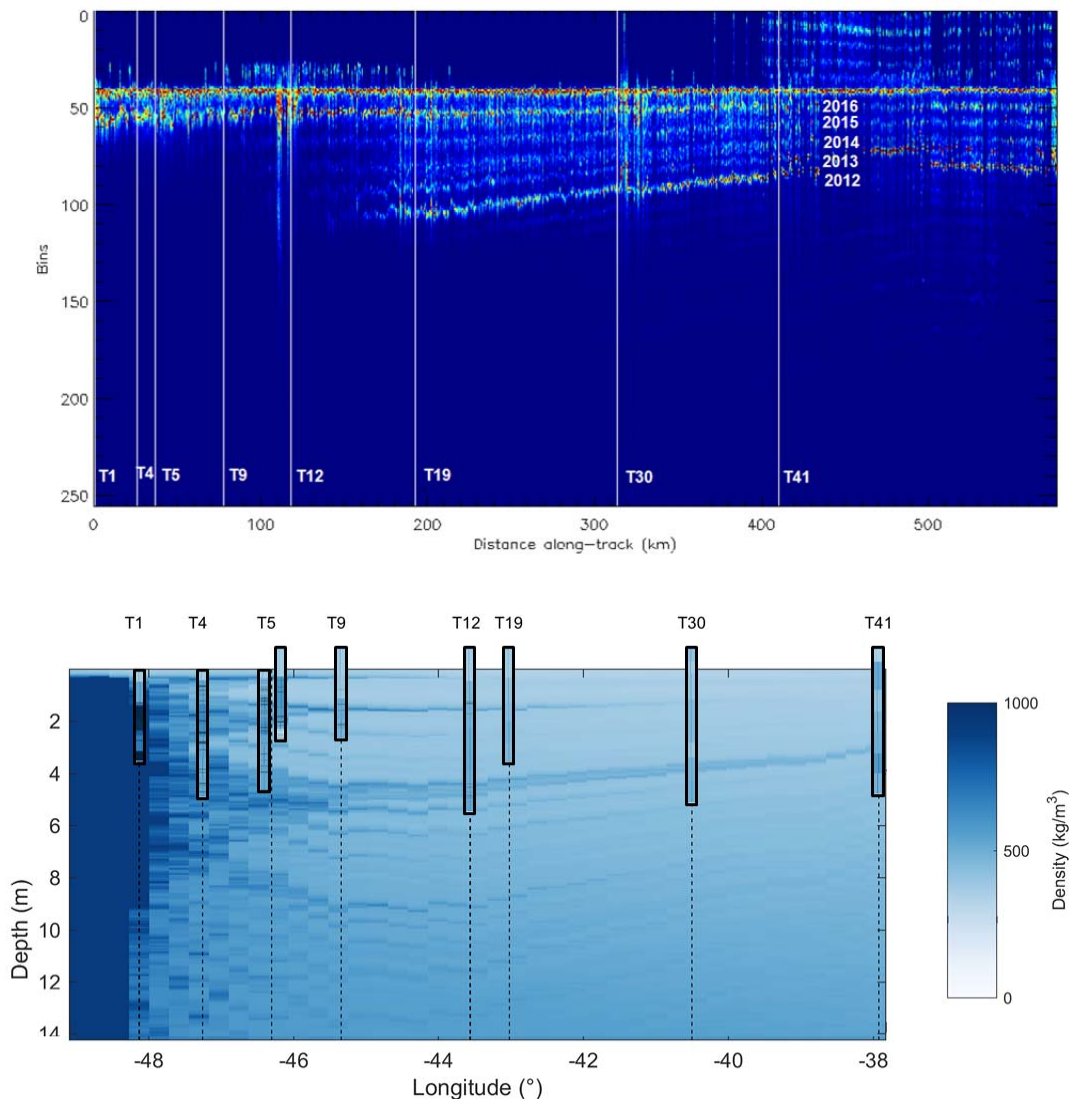 0
50
100
150
200
250
Bins
2016
2015
2014
2013
2012
T1 T4 T5 T9 T12 T19 T30 T41
0 100 200 300 400 500
Distance along-track (km)
T1 T4 T5 T9 T12 T19 T30 T41
2
4
6
8
10
12
14
Depth (m)
-48 -46 -44 -42 -40 -38
Longitude (°)
1000
500
0
Density (kg/m³)